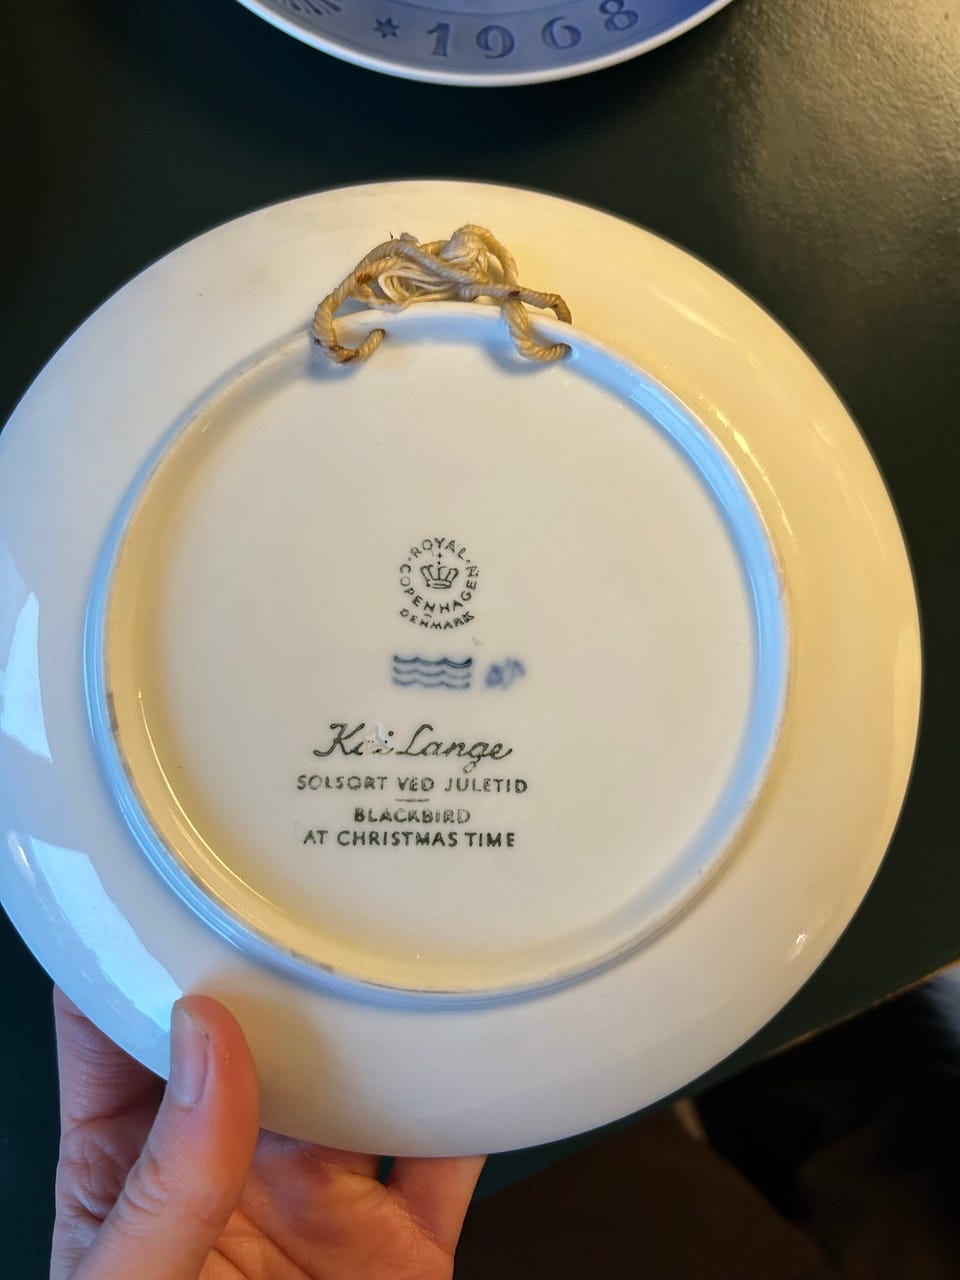 1968
ROYAL COPENHAGEN
DENMARK
Kai Lange
SOLSORT VED JULETID
BLACKBIRD
AT CHRISTMAS TIME